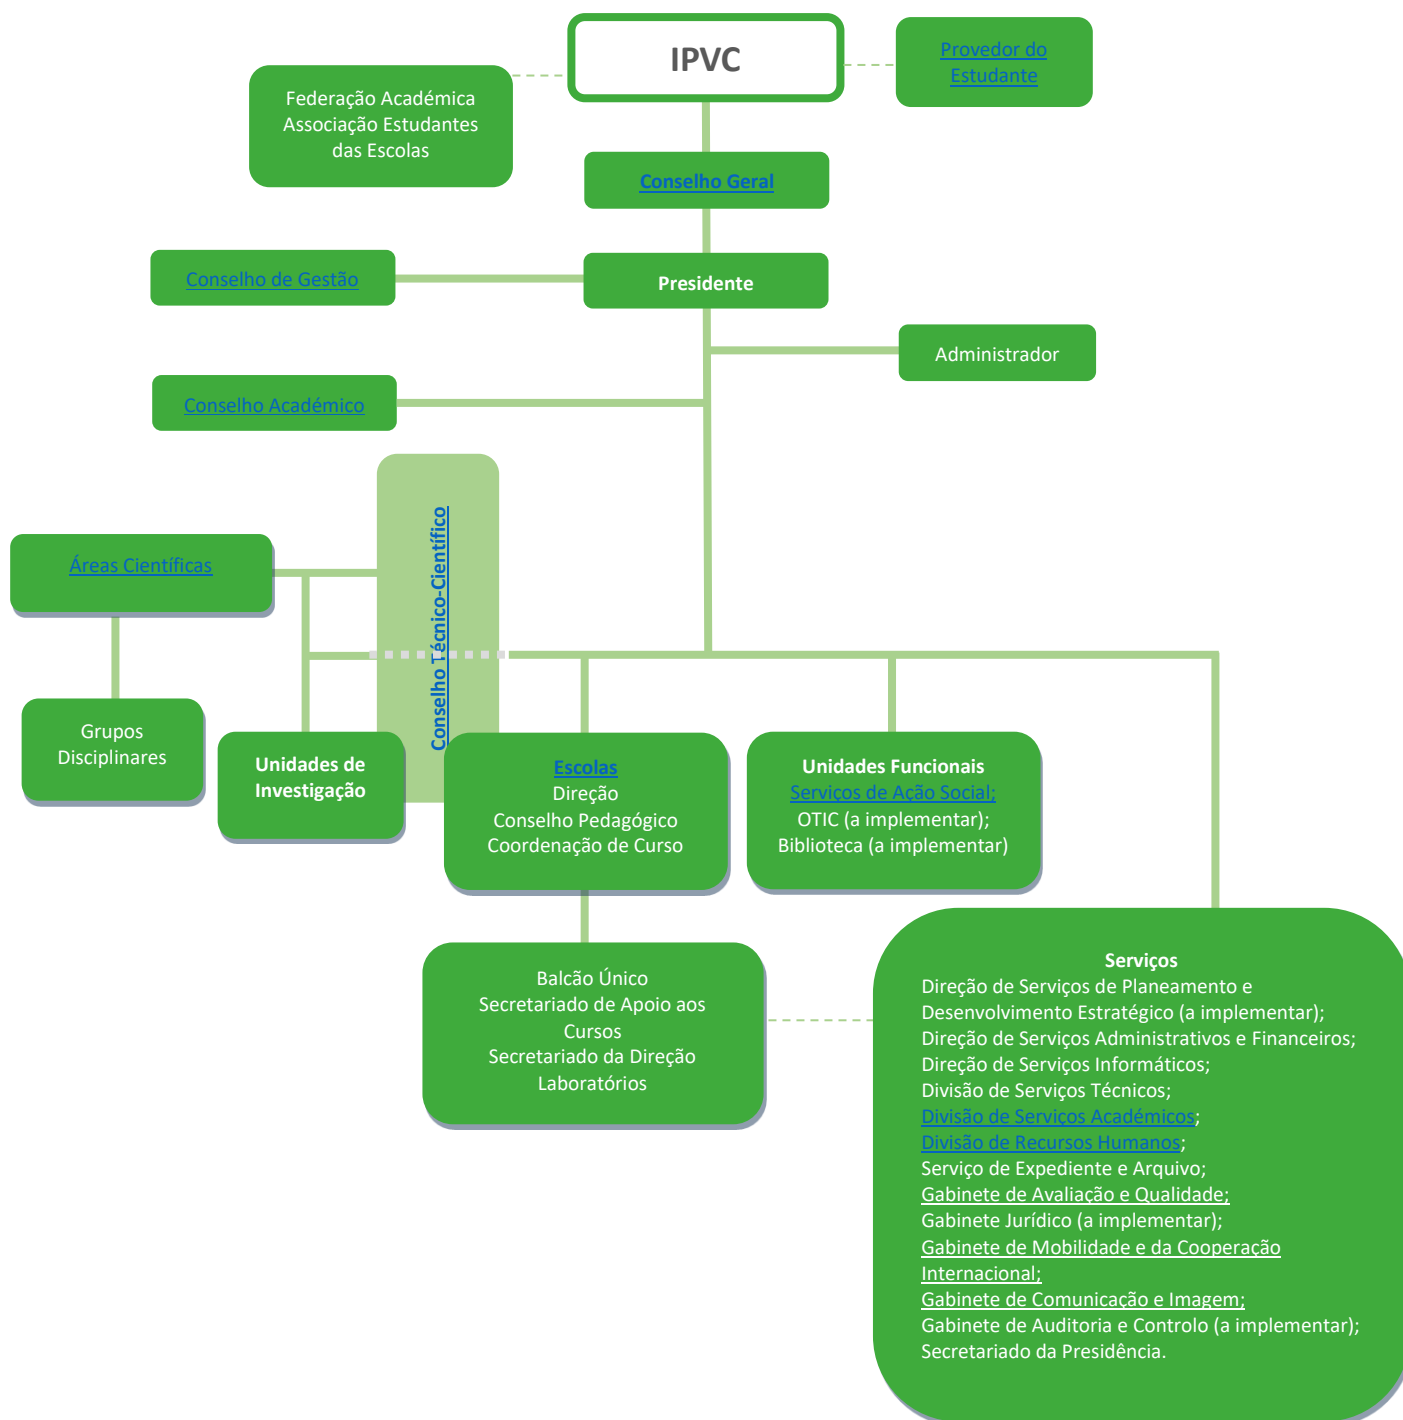 IPVC
Provedor do
Estudante
Federação Académica
Associação Estudantes
das Escolas
Conselho Geral
Conselho de Gestão
Presidente
Administrador
Conselho Académico
Conselho Técnico-Científico
Áreas Científicas
Grupos
Disciplinares
Unidades de
Investigação
Escolas
Direção
Conselho Pedagógico
Coordenação de Curso
Unidades Funcionais
Serviços de Ação Social;
OTIC (a implementar);
Biblioteca (a implementar)
Balcão Único
Secretariado de Apoio aos
Cursos
Secretariado da Direção
Laboratórios
Serviços
Direção de Serviços de Planeamento e
Desenvolvimento Estratégico (a implementar);
Direção de Serviços Administrativos e Financeiros;
Direção de Serviços Informáticos;
Divisão de Serviços Técnicos;
Divisão de Serviços Académicos;
Divisão de Recursos Humanos;
Serviço de Expediente e Arquivo;
Gabinete de Avaliação e Qualidade;
Gabinete Jurídico (a implementar);
Gabinete de Mobilidade e da Cooperação
Internacional;
Gabinete de Comunicação e Imagem;
Gabinete de Auditoria e Controlo (a implementar);
Secretariado da Presidência.